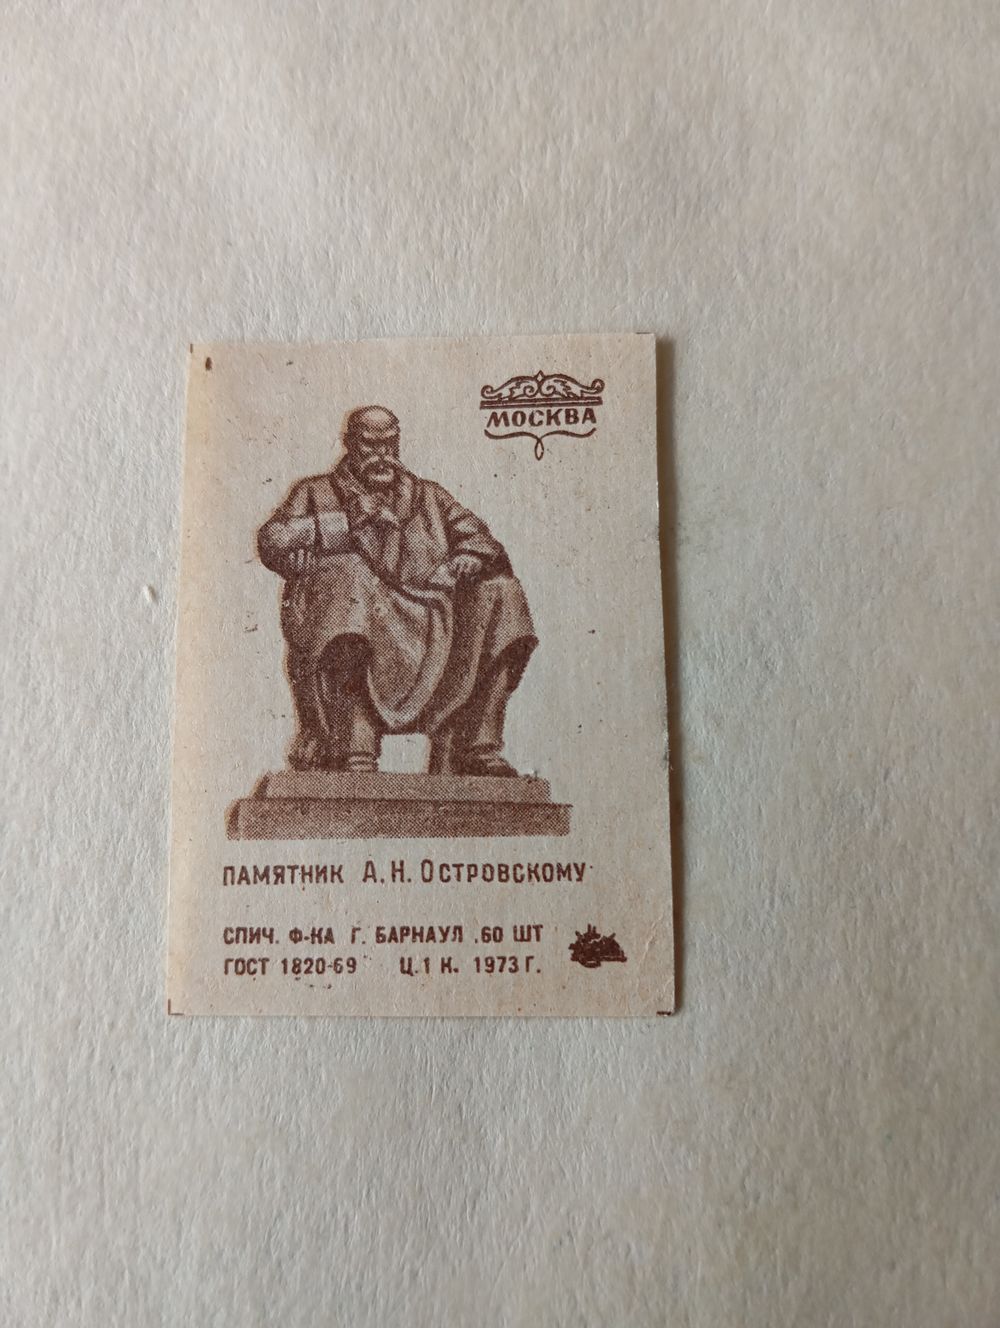 МОСКВА
ПАМЯТНИК А.Н. ОСТРОВСКОМУ
СПИЧ. Ф-КА Г. БАРНАУЛ .60 ШТ
ГОСТ 1820-69 Ц.1 К. 1973 Г.